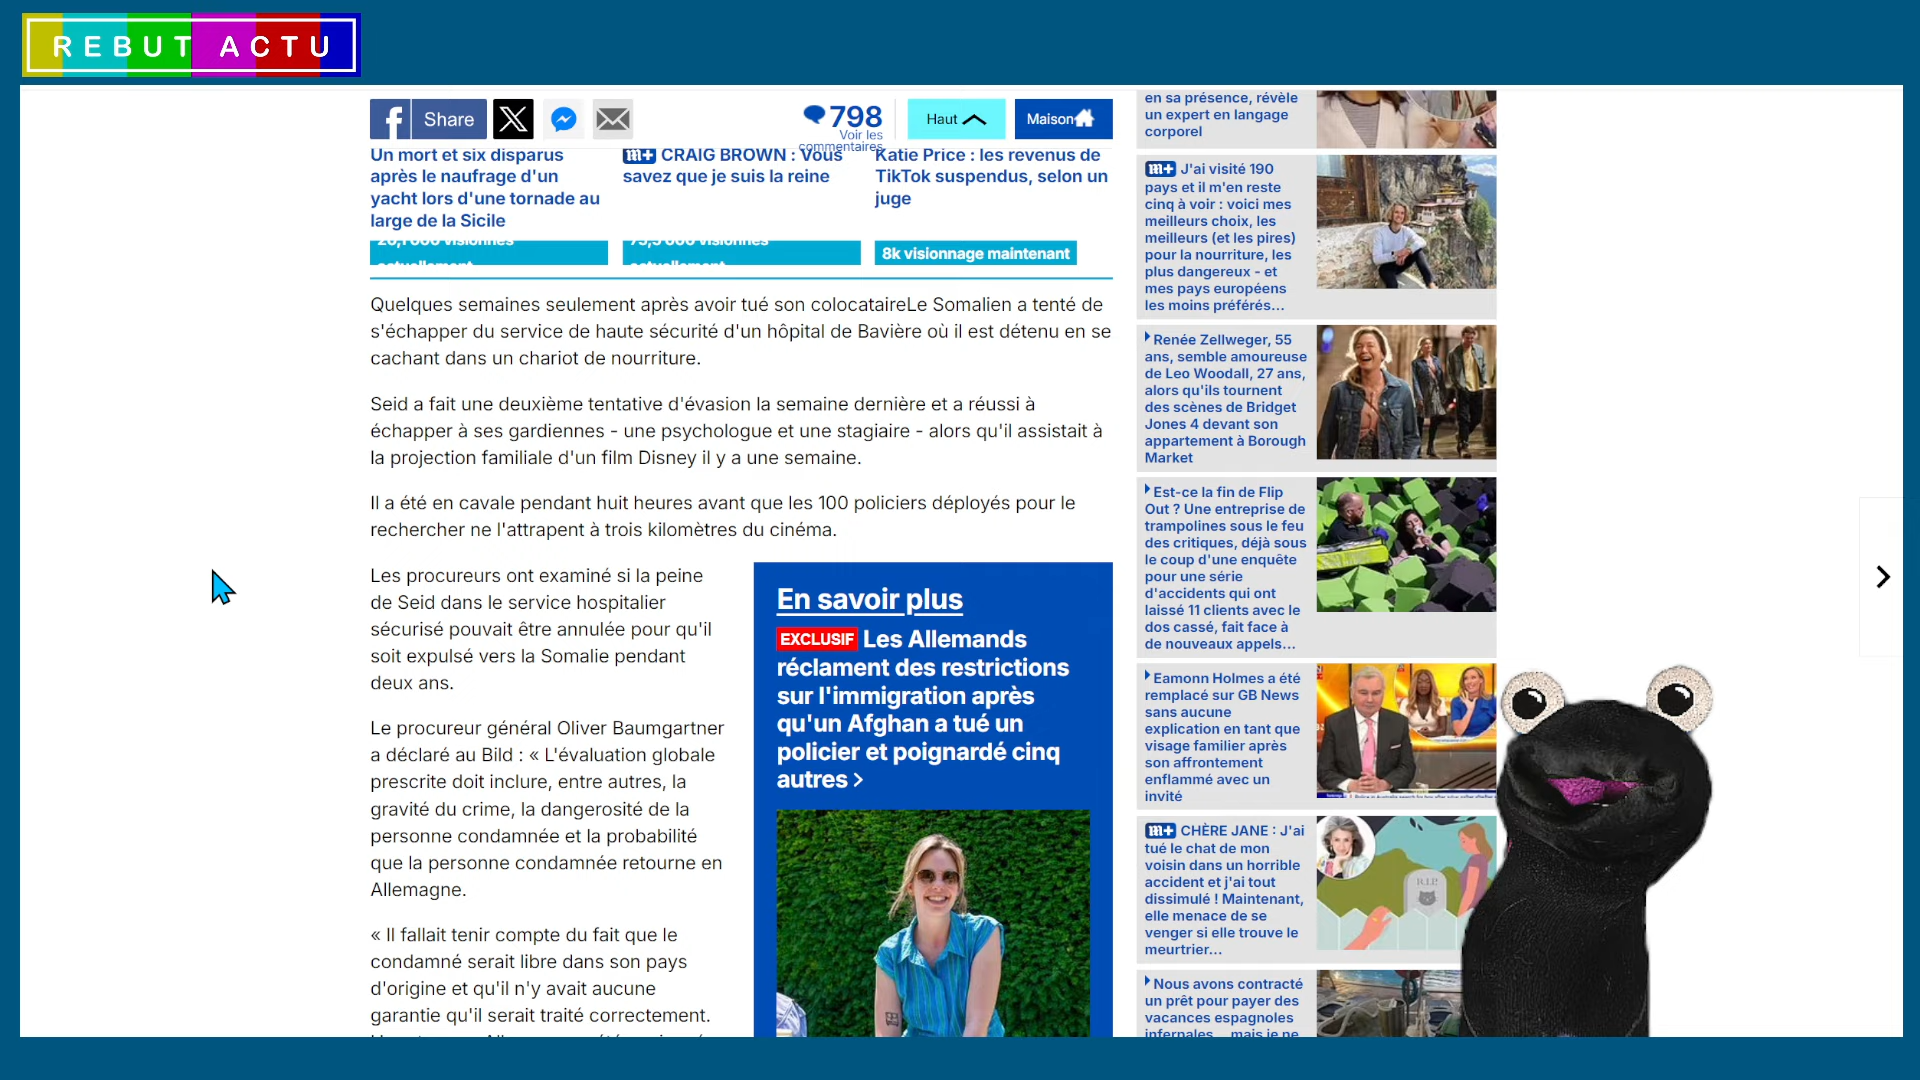 REBUT ACTU
Share
798
Voir les
commentaires
Haut
Maison
Un mort et six disparus
après le naufrage d'un
yacht lors d'une tornade au
large de la Sicile
m+ CRAIG BROWN : Vous
savez que je suis la reine
Katie Price : les revenus de
TikTok suspendus, selon un
juge
8k visionnage maintenant
Quelques semaines seulement après avoir tué son colocataireLe Somalien a tenté de
s'échapper du service de haute sécurité d'un hôpital de Bavière où il est détenu en se
cachant dans un chariot de nourriture.
Seid a fait une deuxième tentative d'évasion la semaine dernière et a réussi à
échapper à ses gardiennes - une psychologue et une stagiaire - alors qu'il assistait à
la projection familiale d'un film Disney il y a une semaine.
Il a été en cavale pendant huit heures avant que les 100 policiers déployés pour le
rechercher ne l'attrapent à trois kilomètres du cinéma.
Les procureurs ont examiné si la peine
de Seid dans le service hospitalier
sécurisé pouvait être annulée pour qu'il
soit expulsé vers la Somalie pendant
deux ans.
Le procureur général Oliver Baumgartner
a déclaré au Bild : « L'évaluation globale
prescrite doit inclure, entre autres, la
gravité du crime, la dangerosité de la
personne condamnée et la probabilité
que la personne condamnée retourne en
Allemagne.
« Il fallait tenir compte du fait que le
condamné serait libre dans son pays
d'origine et qu'il n'y avait aucune
garantie qu'il serait traité correctement.
En savoir plus
EXCLUSIF Les Allemands
réclament des restrictions
sur l'immigration après
qu'un Afghan a tué un
policier et poignardé cinq
autres >
en sa présence, révèle
un expert en langage
corporel
m+ J'ai visité 190
pays et il m'en reste
cinq à voir : voici mes
meilleurs choix, les
meilleurs (et les pires)
pour la nourriture, les
plus dangereux - et
mes pays européens
les moins préférés...
Renée Zellweger, 55
ans, semble amoureuse
de Leo Woodall, 27 ans,
alors qu'ils tournent
des scènes de Bridget
Jones 4 devant son
appartement à Borough
Market
Est-ce la fin de Flip
Out ? Une entreprise de
trampolines sous le feu
des critiques, déjà sous
le coup d'une enquête
pour une série
d'accidents qui ont
laissé 11 clients avec le
dos cassé, fait face à
de nouveaux appels...
Eamonn Holmes a été
remplacé sur GB News
sans aucune
explication en tant que
visage familier après
son affrontement
enflammé avec un
invité
m+ CHÈRE JANE : J'ai
tué le chat de mon
voisin dans un horrible
accident et j'ai tout
dissimulé ! Maintenant,
elle menace de se
venger si elle trouve le
meurtrier...
R.I.P.
Nous avons contracté
un prêt pour payer des
vacances espagnoles
infernales... mais je ne